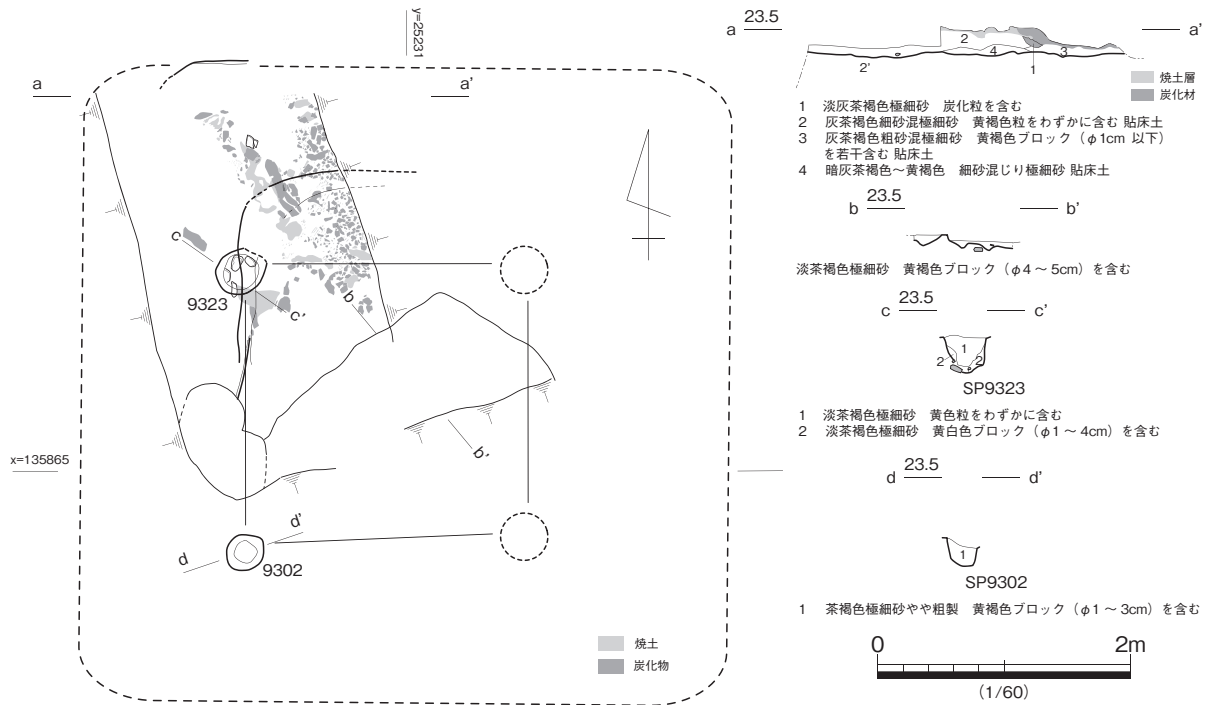 y=25231
a
a'
c
9323
c'
b
b'
x=135865
d
d'
9302
焼土
炭化物
a 23.5 a'
2
4
3
2'
1
焼土層
炭化材
1 淡灰茶褐色極細砂 炭化粒を含む
2 灰茶褐色細砂混極細砂 黄褐色粒をわずかに含む 貼床土
3 灰茶褐色粗砂混極細砂 黄褐色ブロック（φ1cm 以下）
を若干含む 貼床土
4 暗灰茶褐色～黄褐色 細砂混じり極細砂 貼床土
b 23.5 b'
淡茶褐色極細砂 黄褐色ブロック（φ4～5cm）を含む
c 23.5 c'
1
2 2
SP9323
1 淡茶褐色極細砂 黄色粒をわずかに含む
2 淡茶褐色極細砂 黄白色ブロック（φ1～4cm）を含む
d 23.5 d'
1
SP9302
1 茶褐色極細砂やや粗製 黄褐色ブロック（φ1～3cm）を含む
0 2m
（1/60）